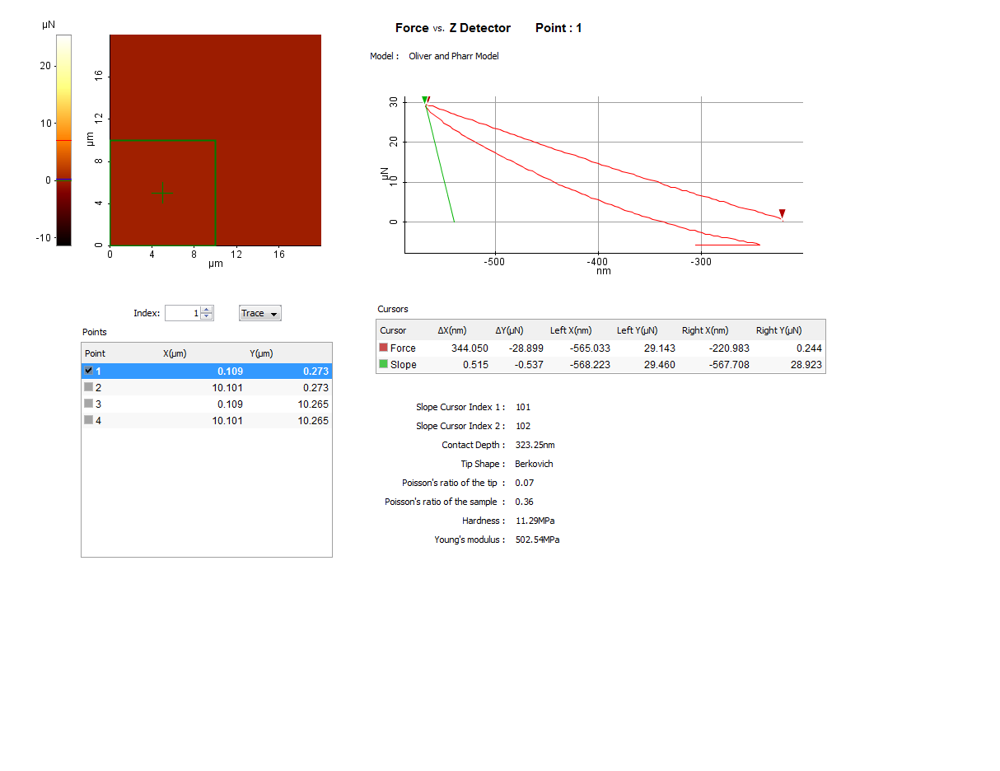 µN
20
10
0
-10
16
12
8
4
0
µm
0 4 8 12 16
µm
Force vs. Z Detector Point : 1
Model : Oliver and Pharr Model
30
20
10
0
µN
-500 -400 -300
nm
Index: 1 Trace
Points
Point X(µm) Y(µm)
1 0.109 0.273
2 10.101 0.273
3 0.109 10.265
4 10.101 10.265
Cursors
Cursor ΔX(nm) ΔY(µN) Left X(nm) Left Y(µN) Right X(nm) Right Y(µN)
Force 344.050 -28.899 -565.033 29.143 -220.983 0.244
Slope 0.515 -0.537 -568.223 29.460 -567.708 28.923
Slope Cursor Index 1 : 101
Slope Cursor Index 2 : 102
Contact Depth : 323.25nm
Tip Shape : Berkovich
Poisson's ratio of the tip : 0.07
Poisson's ratio of the sample : 0.36
Hardness : 11.29MPa
Young's modulus : 502.54MPa